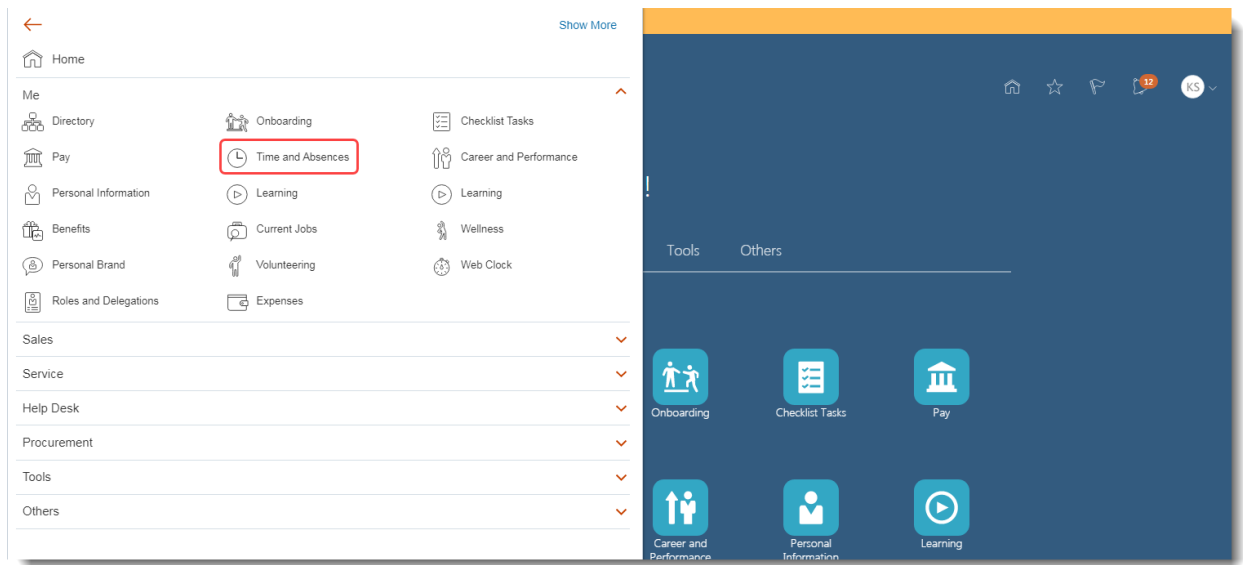 Show More
Home
Me
Directory
Onboarding
Checklist Tasks
Pay
Time and Absences
Career and Performance
Personal Information
Learning
Learning
Benefits
Current Jobs
Wellness
Personal Brand
Volunteering
Web Clock
Roles and Delegations
Expenses
Sales
Service
Help Desk
Procurement
Tools
Others
12
KS
!
Tools
Others
Onboarding
Checklist Tasks
Pay
Career and
Performance
Personal
Information
Learning